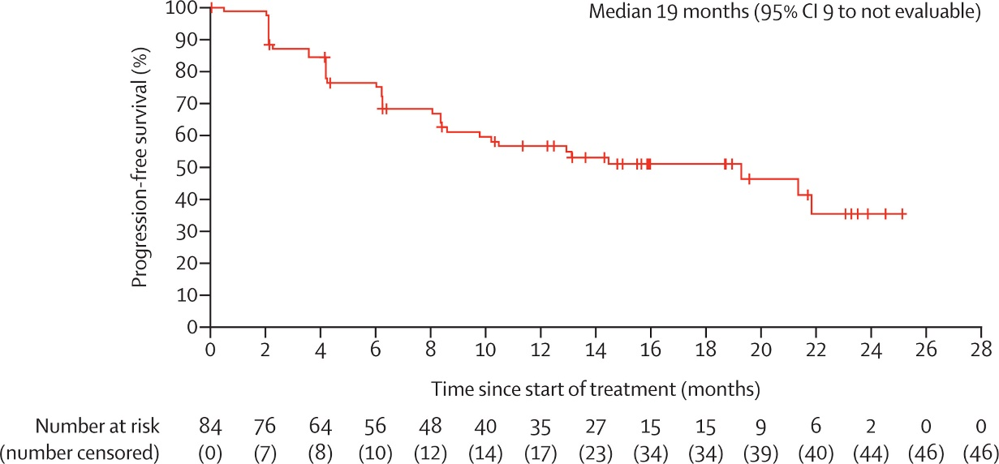 Median 19 months (95% CI 9 to not evaluable)
Progression-free survival (%)
100
90
80
70
60
50
40
30
20
10
0
0 2 4 6 8 10 12 14 16 18 20 22 24 26 28
Time since start of treatment (months)
Number at risk 84 76 64 56 48 40 35 27 15 15 9 6 2 0 0
(number censored) (0) (7) (8) (10) (12) (14) (17) (23) (34) (34) (39) (40) (44) (46) (46)